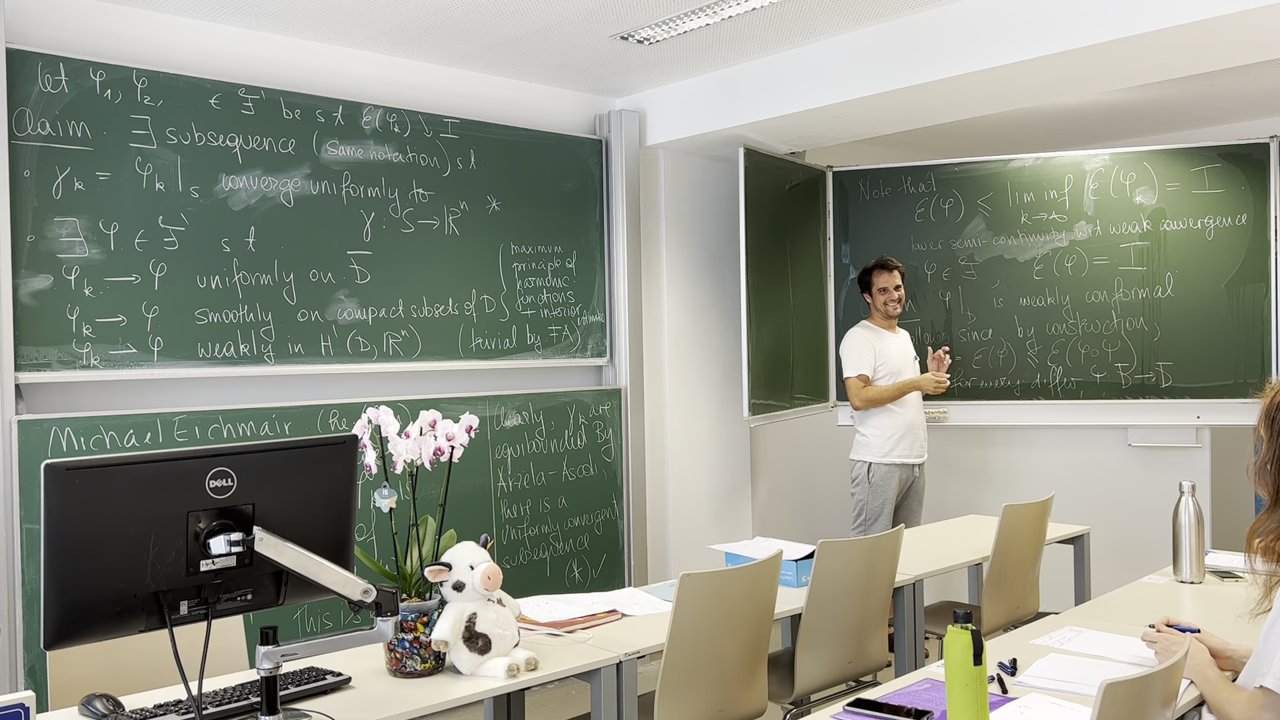 Let φ₁, φ₂, ∈ Ƒ be s t Ɛ(φₖ) ↘ I
Claim. ∃ subsequence (same notation) s t
• γₖ = φₖ|ₛ converge uniformly to
γ: S → ℝⁿ *
• ∃ φ ∈ Ƒ s t.
φₖ → φ uniformly on D̅
φₖ → φ smoothly on compact subsets of D
φₖ ⇀ φ weakly in H¹(D, ℝⁿ) (trivial by FA)
maximum
principle of
harmonic
functions
+ interior
Michael Eichmair
Clearly, γₖ are
equibounded By
Arzela-Ascoli,
there is a
uniformly convergent
subsequence
(*) ✓
This is
DELL
Note that
Ɛ(φ) ≤ lim inf Ɛ(φₖ) = I.
k→∞
lower semi-continuity wrt weak convergence
φ ∈ Ƒ, Ɛ(φ) = I
φ|_D is weakly conformal
since by construction,
= Ɛ(φ) ≤ Ɛ(φ∘Ψ)
for every diffeo Ψ D̅→D̅